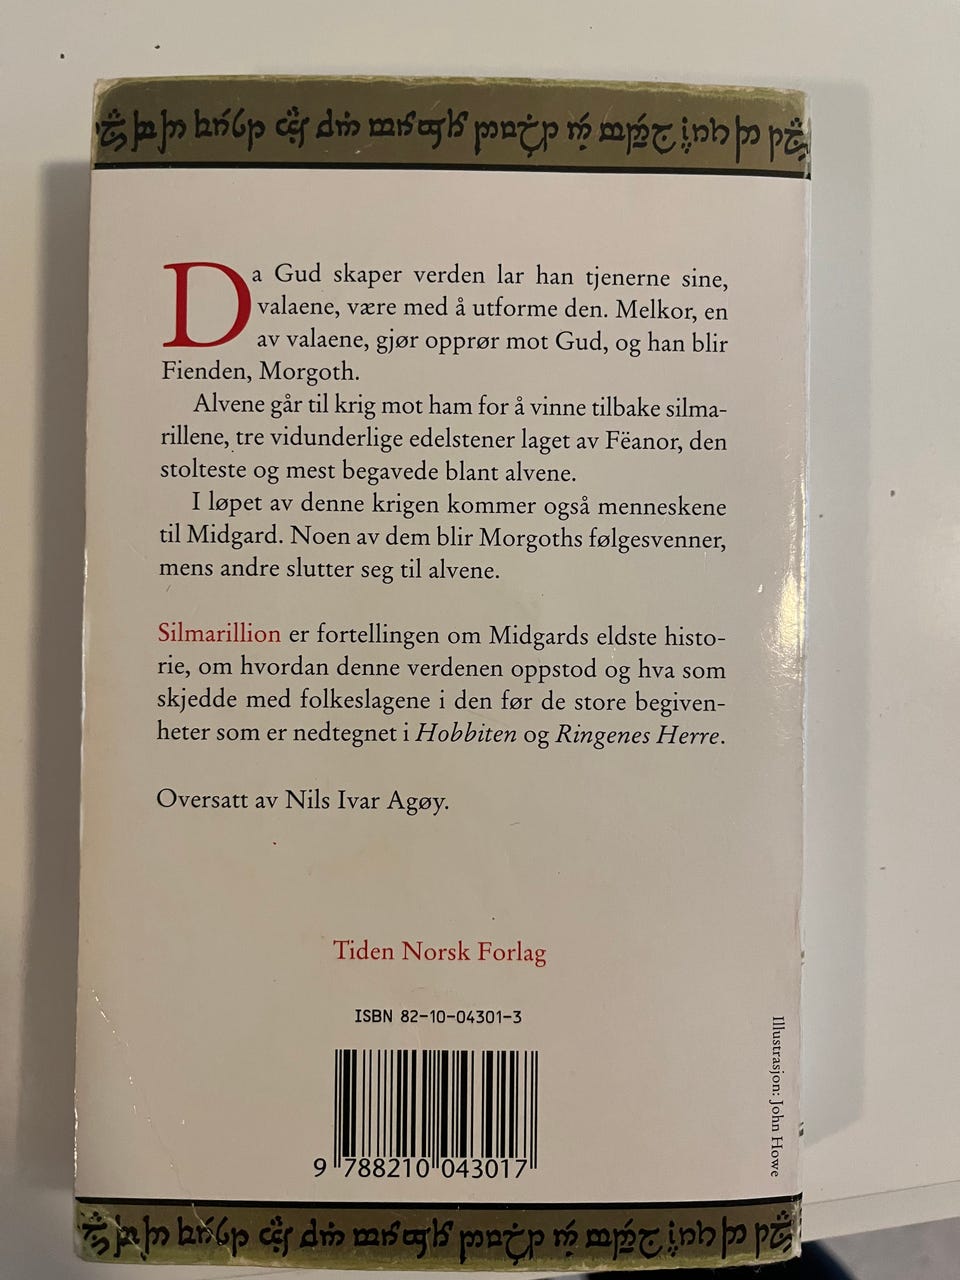 Da Gud skaper verden lar han tjenerne sine,
valaene, være med å utforme den. Melkor, en
av valaene, gjør opprør mot Gud, og han blir
Fienden, Morgoth.
Alvene går til krig mot ham for å vinne tilbake silma-
rillene, tre vidunderlige edelstener laget av Fëanor, den
stolteste og mest begavede blant alvene.
I løpet av denne krigen kommer også menneskene
til Midgard. Noen av dem blir Morgoths følgesvenner,
mens andre slutter seg til alvene.
Silmarillion er fortellingen om Midgards eldste histo-
rie, om hvordan denne verdenen oppstod og hva som
skjedde med folkeslagene i den før de store begiven-
heter som er nedtegnet i Hobbiten og Ringenes Herre.
Oversatt av Nils Ivar Agøy.
Tiden Norsk Forlag
ISBN 82-10-04301-3
9 788210 043017
Illustrasjon: John Howe